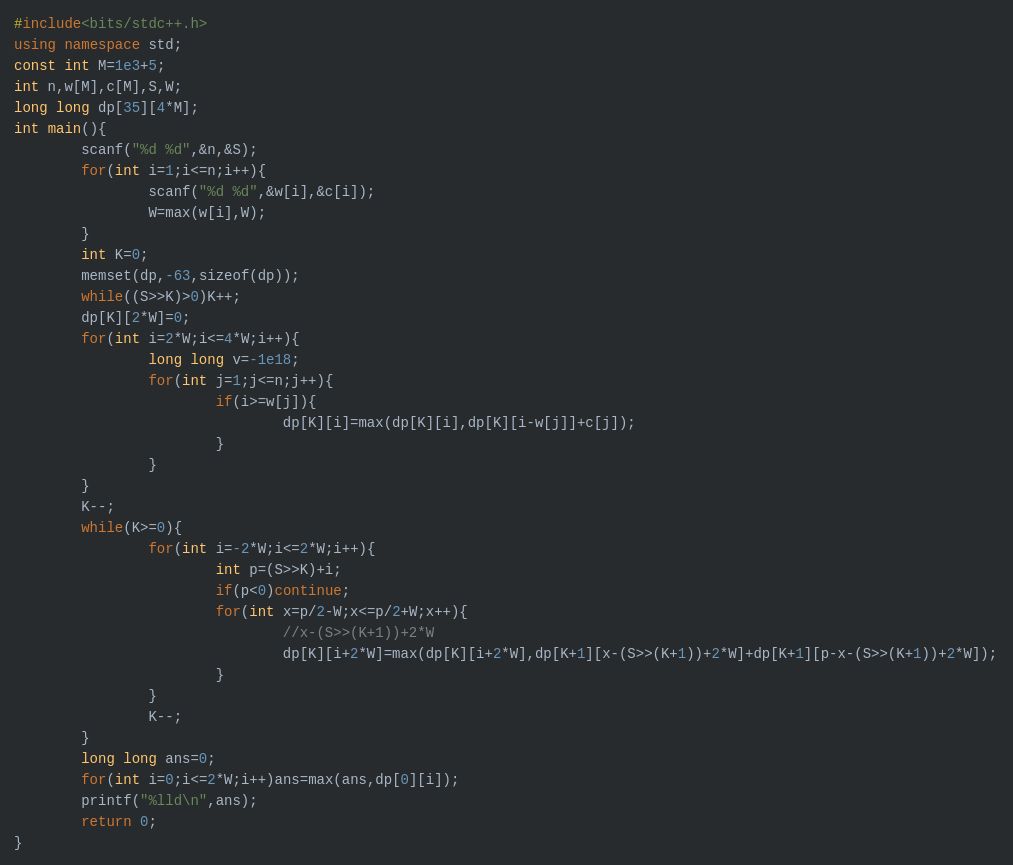 #include<bits/stdc++.h>
using namespace std;
const int M=1e3+5;
int n,w[M],c[M],S,W;
long long dp[35][4*M];
int main(){
        scanf("%d %d",&n,&S);
        for(int i=1;i<=n;i++){
                scanf("%d %d",&w[i],&c[i]);
                W=max(w[i],W);
        }
        int K=0;
        memset(dp,-63,sizeof(dp));
        while((S>>K)>0)K++;
        dp[K][2*W]=0;
        for(int i=2*W;i<=4*W;i++){
                long long v=-1e18;
                for(int j=1;j<=n;j++){
                        if(i>=w[j]){
                                dp[K][i]=max(dp[K][i],dp[K][i-w[j]]+c[j]);
                        }
                }
        }
        K--;
        while(K>=0){
                for(int i=-2*W;i<=2*W;i++){
                        int p=(S>>K)+i;
                        if(p<0)continue;
                        for(int x=p/2-W;x<=p/2+W;x++){
                                //x-(S>>(K+1))+2*W
                                dp[K][i+2*W]=max(dp[K][i+2*W],dp[K+1][x-(S>>(K+1))+2*W]+dp[K+1][p-x-(S>>(K+1))+2*W]);
                        }
                }
                K--;
        }
        long long ans=0;
        for(int i=0;i<=2*W;i++)ans=max(ans,dp[0][i]);
        printf("%lld\n",ans);
        return 0;
}